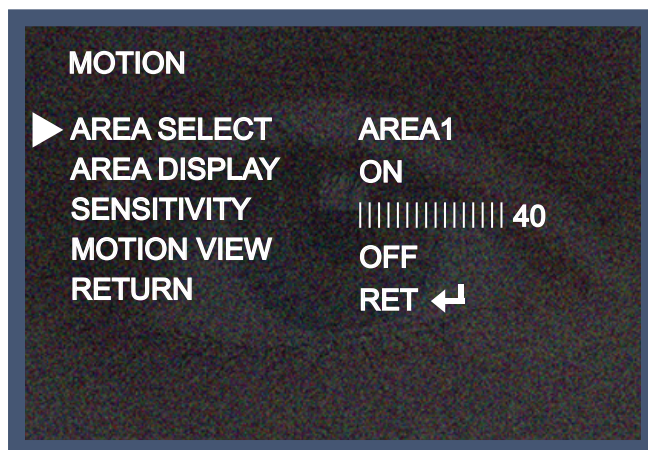 MOTION
AREA SELECT AREA1
AREA DISPLAY ON
SENSITIVITY |||||||||||||||| 40
MOTION VIEW OFF
RETURN RET ↵